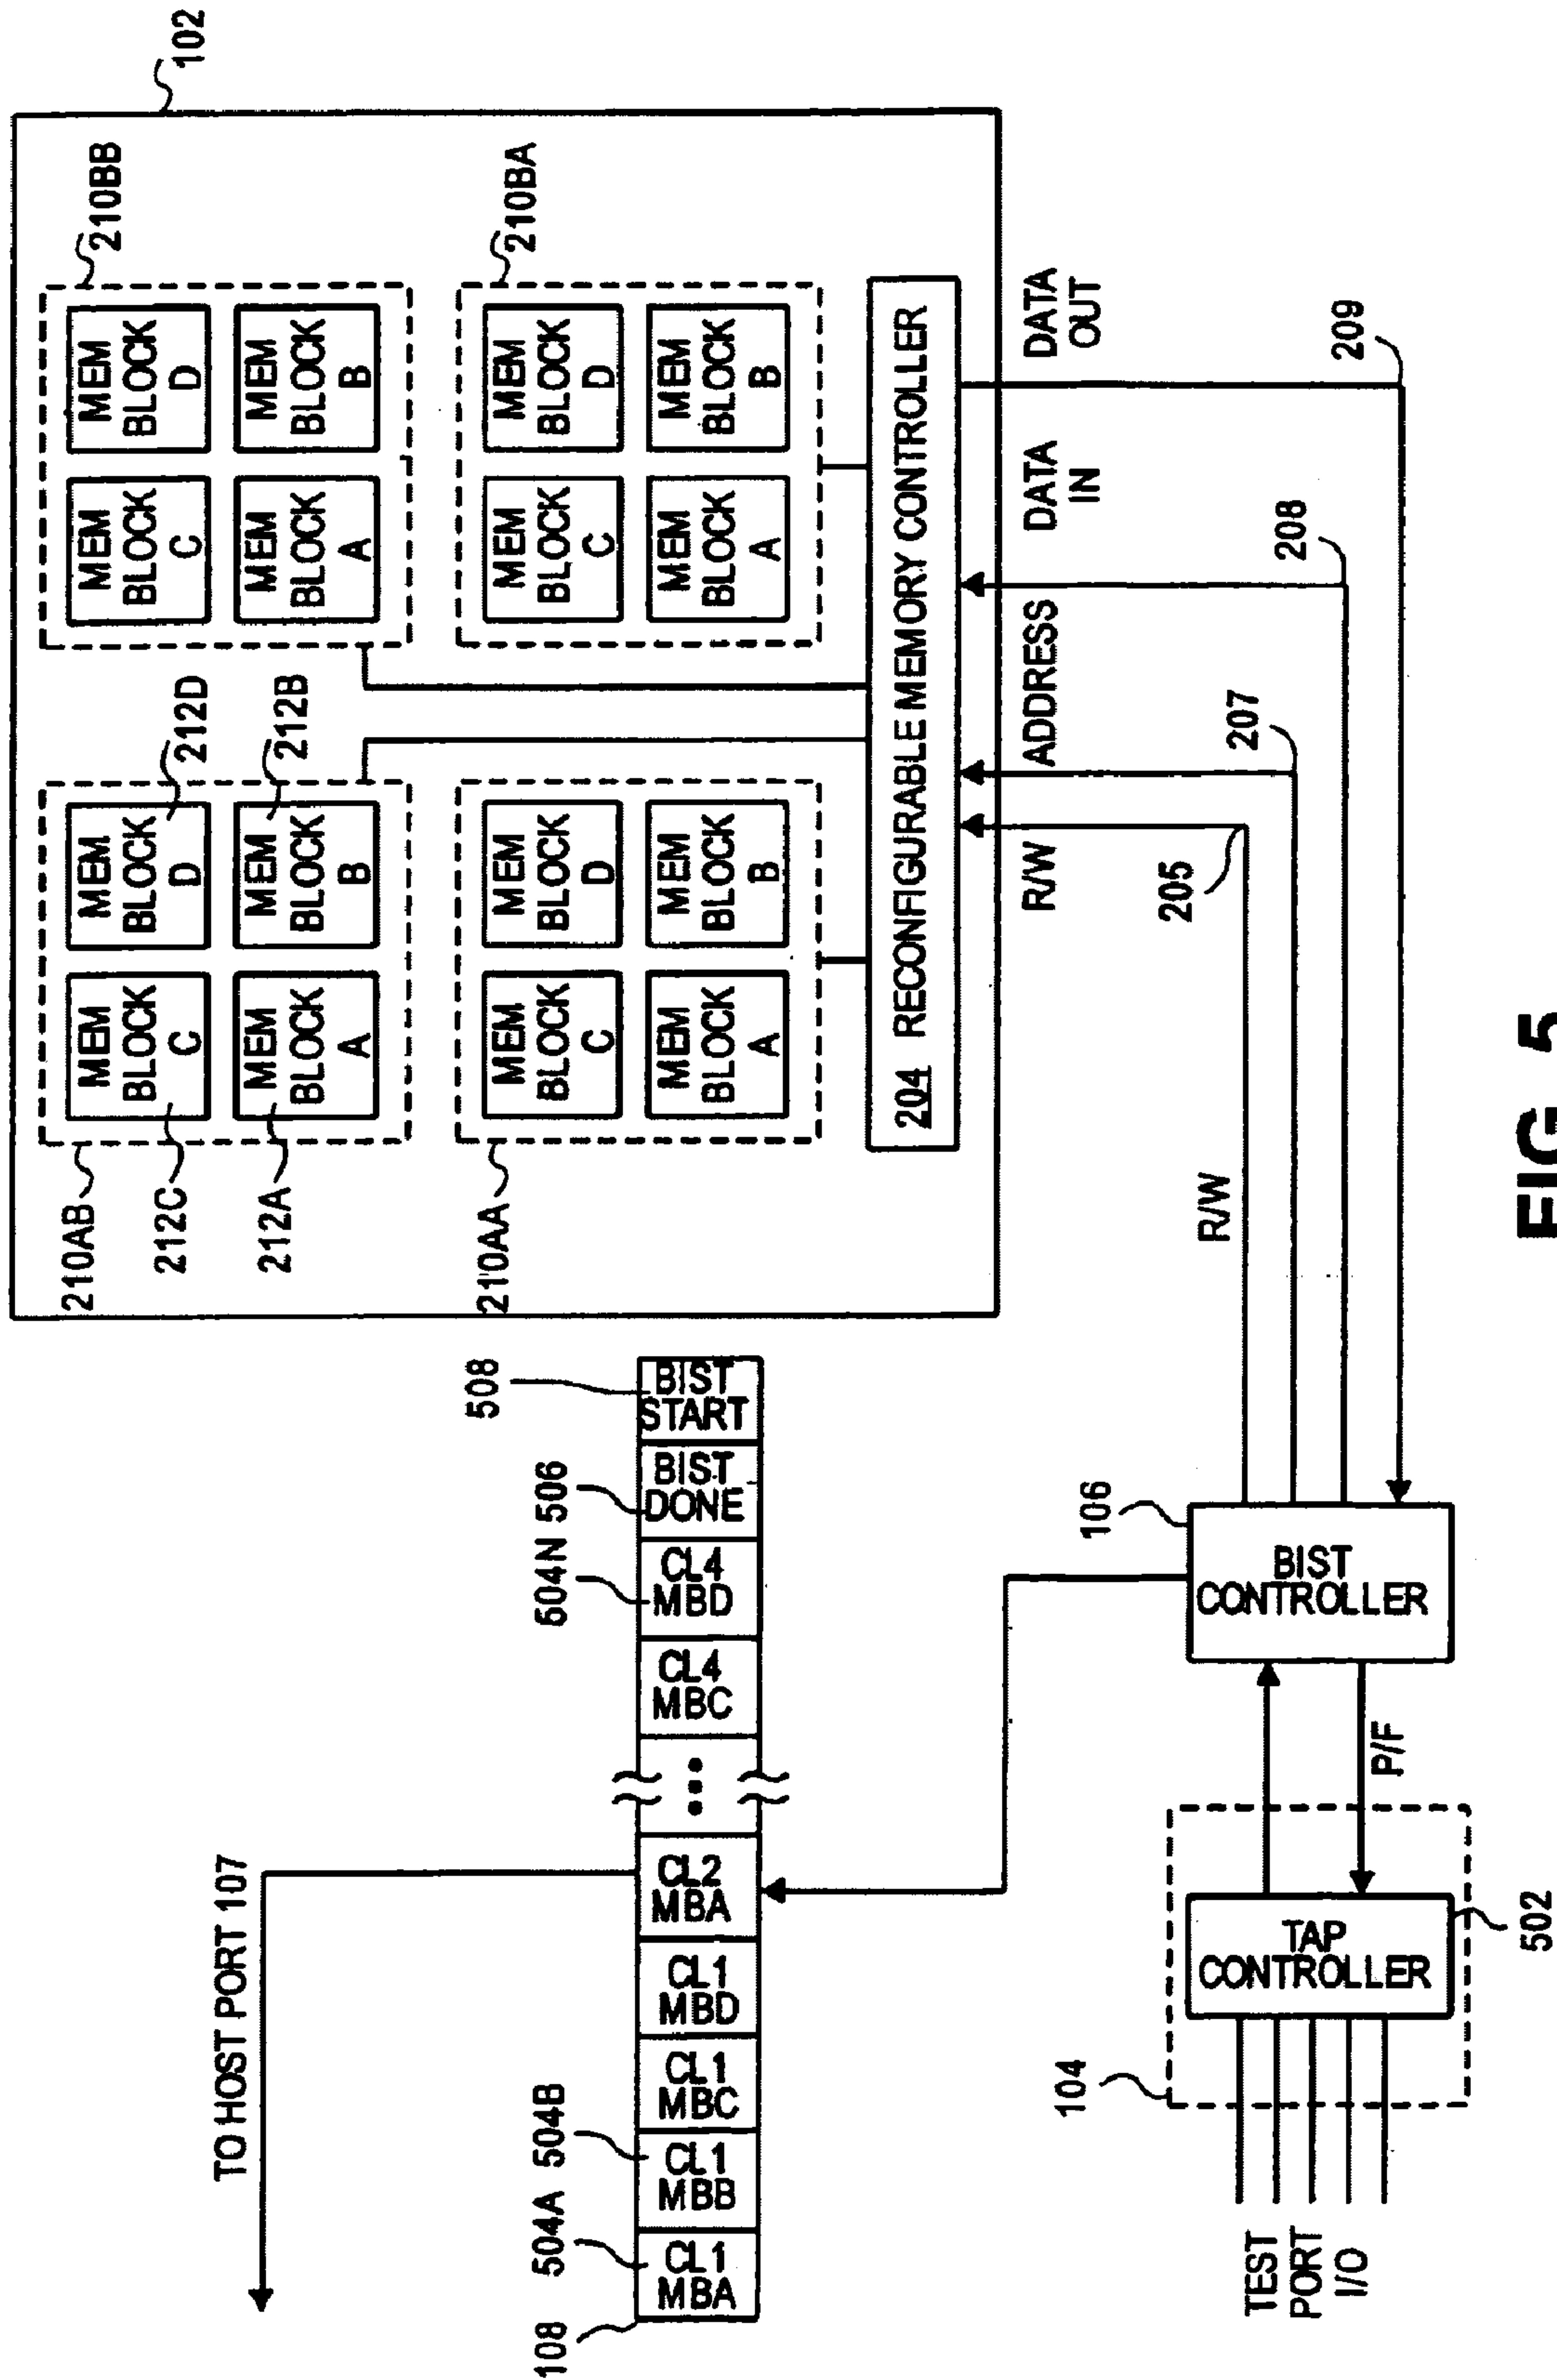 102
210BB
MEM BLOCK C
MEM BLOCK D
MEM BLOCK A
MEM BLOCK B
210BA
MEM BLOCK C
MEM BLOCK D
MEM BLOCK A
MEM BLOCK B
210AB
212C
212A
212D
212B
MEM BLOCK C
MEM BLOCK D
MEM BLOCK A
MEM BLOCK B
210AA
MEM BLOCK C
MEM BLOCK D
MEM BLOCK A
MEM BLOCK B
204 RECONFIGURABLE MEMORY CONTROLLER
R/W
ADDRESS
DATA IN
DATA OUT
205
207
208
209
R/W
TO HOST PORT 107
108
504A
504B
504N
506
508
CL1 MBA
CL1 MBB
CL1 MBC
CL1 MBD
CL2 MBA
CL4 MBC
CL4 MBD
BIST DONE
BIST START
106
BIST CONTROLLER
P/F
104
TAP CONTROLLER
502
TEST PORT I/O
FIG. 5